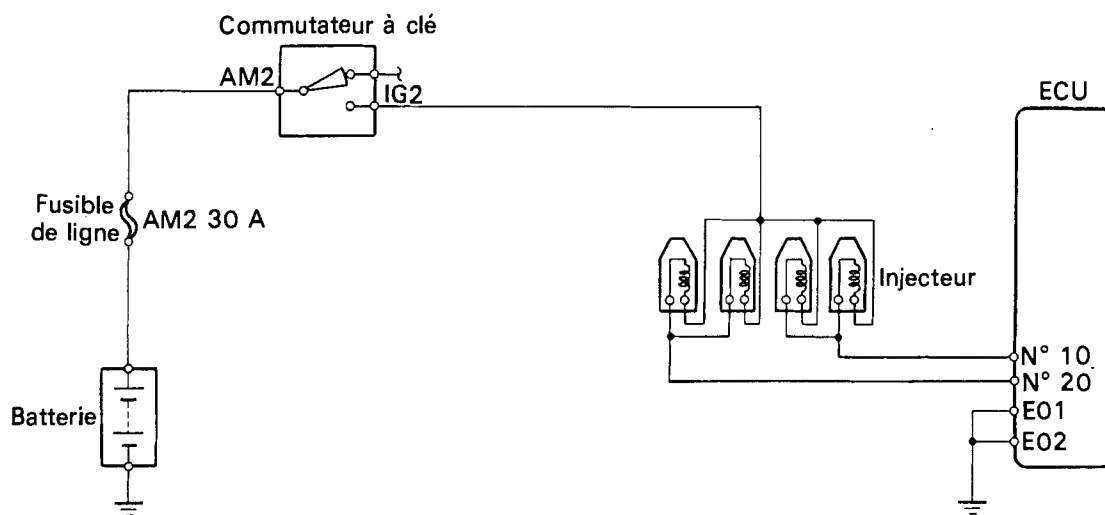 Commutateur à clé
AM2
IG2
ECU
Fusible
de ligne
AM2 30 A
Injecteur
N° 10
N° 20
Batterie
E01
E02